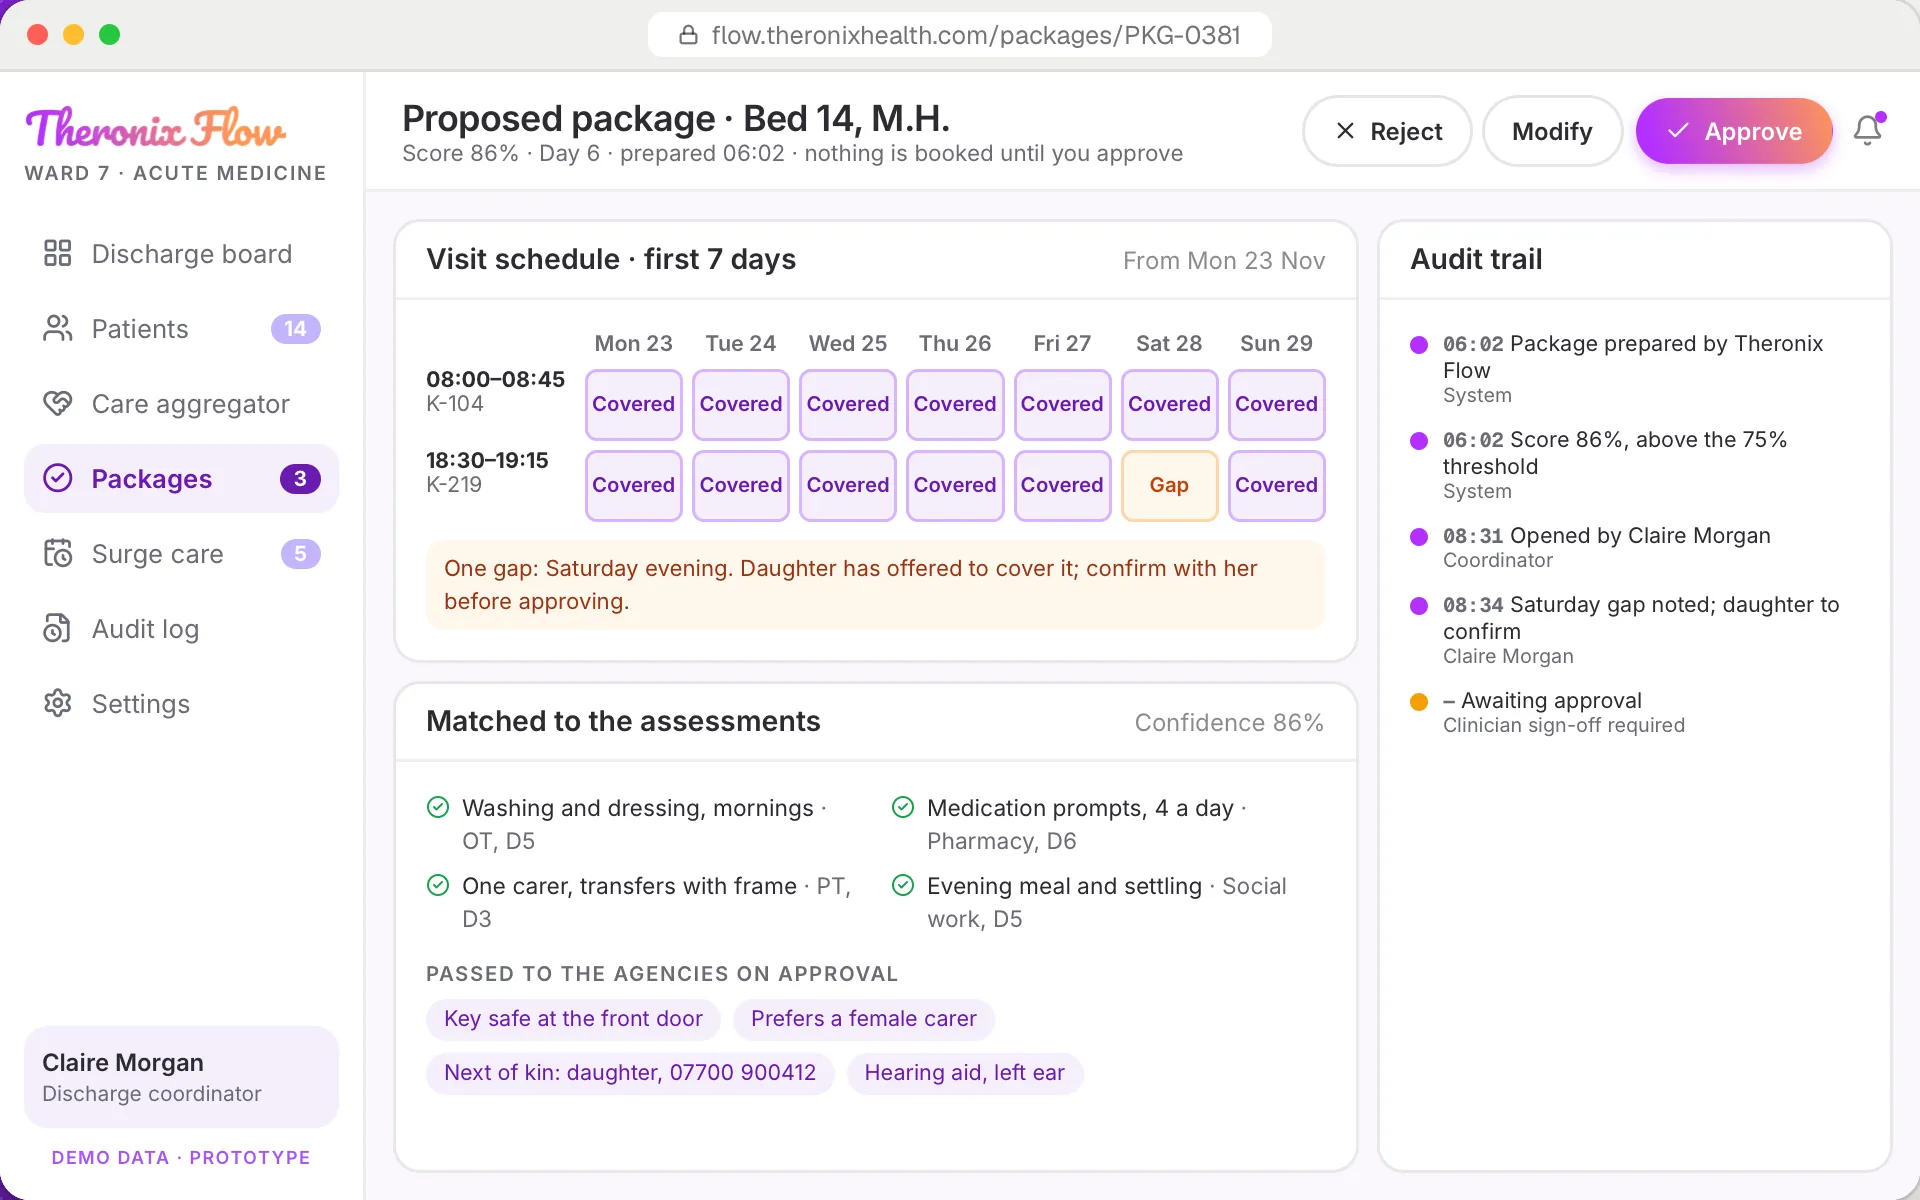 flow.theronixhealth.com/packages/PKG-0381
Theronix Flow
WARD 7 · ACUTE MEDICINE
Discharge board
Patients 14
Care aggregator
Packages 3
Surge care 5
Audit log
Settings
Claire Morgan
Discharge coordinator
DEMO DATA · PROTOTYPE
Proposed package · Bed 14, M.H.
Score 86% · Day 6 · prepared 06:02 · nothing is booked until you approve
Reject
Modify
Approve
Visit schedule · first 7 days
From Mon 23 Nov
Mon 23 Tue 24 Wed 25 Thu 26 Fri 27 Sat 28 Sun 29
08:00–08:45
K-104
Covered Covered Covered Covered Covered Covered Covered
18:30–19:15
K-219
Covered Covered Covered Covered Covered Gap Covered
One gap: Saturday evening. Daughter has offered to cover it; confirm with her
before approving.
Matched to the assessments
Confidence 86%
Washing and dressing, mornings ·
OT, D5
Medication prompts, 4 a day ·
Pharmacy, D6
One carer, transfers with frame · PT,
D3
Evening meal and settling · Social
work, D5
PASSED TO THE AGENCIES ON APPROVAL
Key safe at the front door
Prefers a female carer
Next of kin: daughter, 07700 900412
Hearing aid, left ear
Audit trail
06:02 Package prepared by Theronix
Flow
System
06:02 Score 86%, above the 75%
threshold
System
08:31 Opened by Claire Morgan
Coordinator
08:34 Saturday gap noted; daughter to
confirm
Claire Morgan
– Awaiting approval
Clinician sign-off required